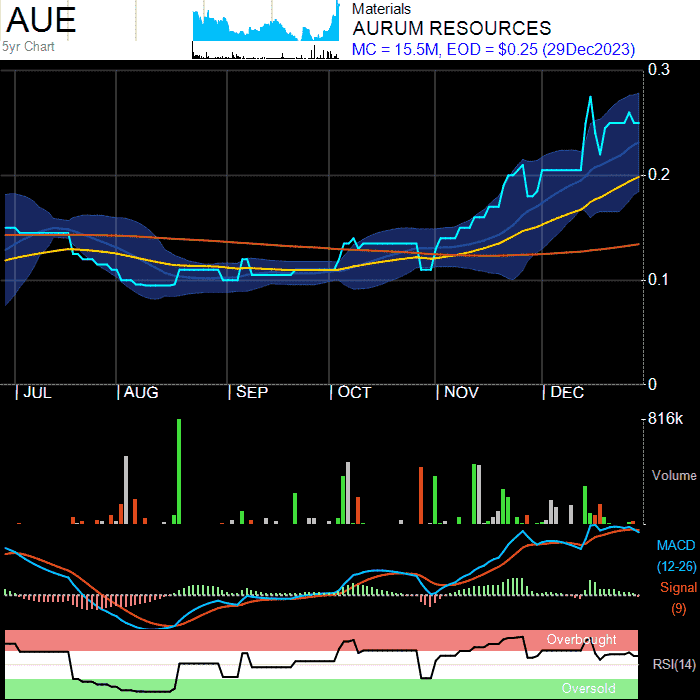 AUE
5yr Chart
Materials
AURUM RESOURCES
MC = 15.5M, EOD = $0.25 (29Dec2023)
0.3
0.2
0.1
0
JUL AUG SEP OCT NOV DEC
816k
Volume
MACD
(12-26)
Signal
(9)
Overbought
RSI(14)
Oversold